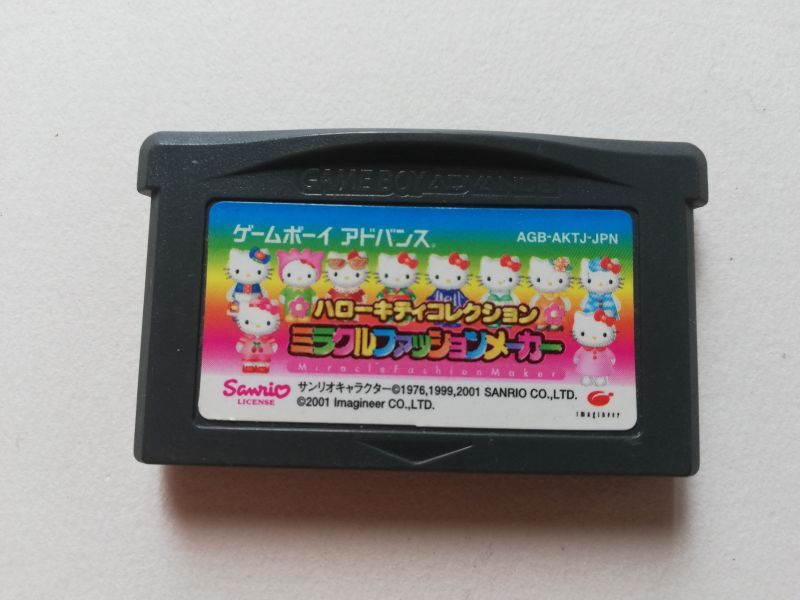 GAME BOY ADVANCE
ゲームボーイ アドバンス®
AGB-AKTJ-JPN
ハローキティコレクション
ミラクルファッションメーカー
MiracleFashionMaker
Sanrio
LICENSE
サンリオキャラクター©1976,1999,2001 SANRIO CO.,LTD.
©2001 Imagineer CO.,LTD.
imagineer